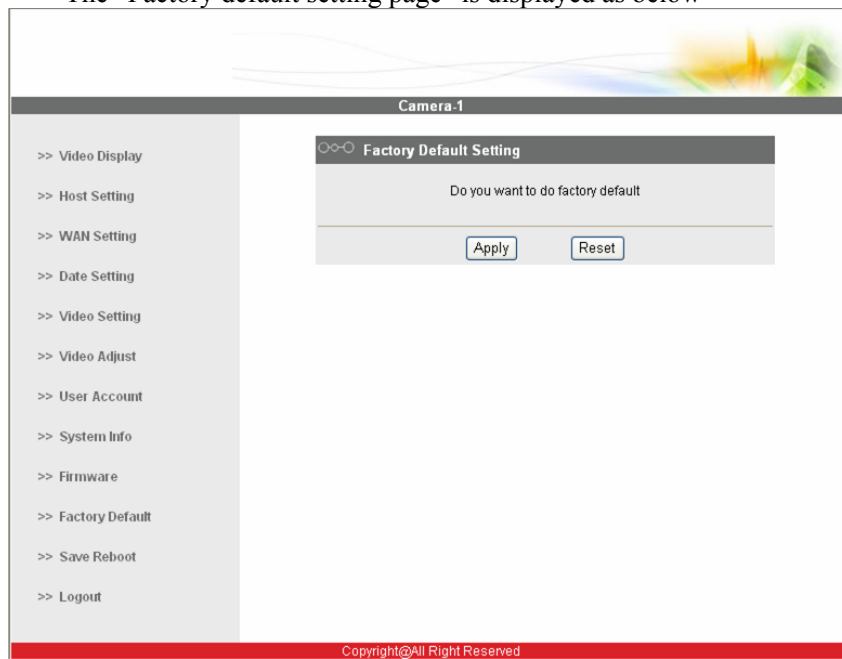 The "Factory default setting page" is displayed as below
Camera-1
>> Video Display
>> Host Setting
>> WAN Setting
>> Date Setting
>> Video Setting
>> Video Adjust
>> User Account
>> System Info
>> Firmware
>> Factory Default
>> Save Reboot
>> Logout
Factory Default Setting
Do you want to do factory default
Apply Reset
Copyright@All Right Reserved